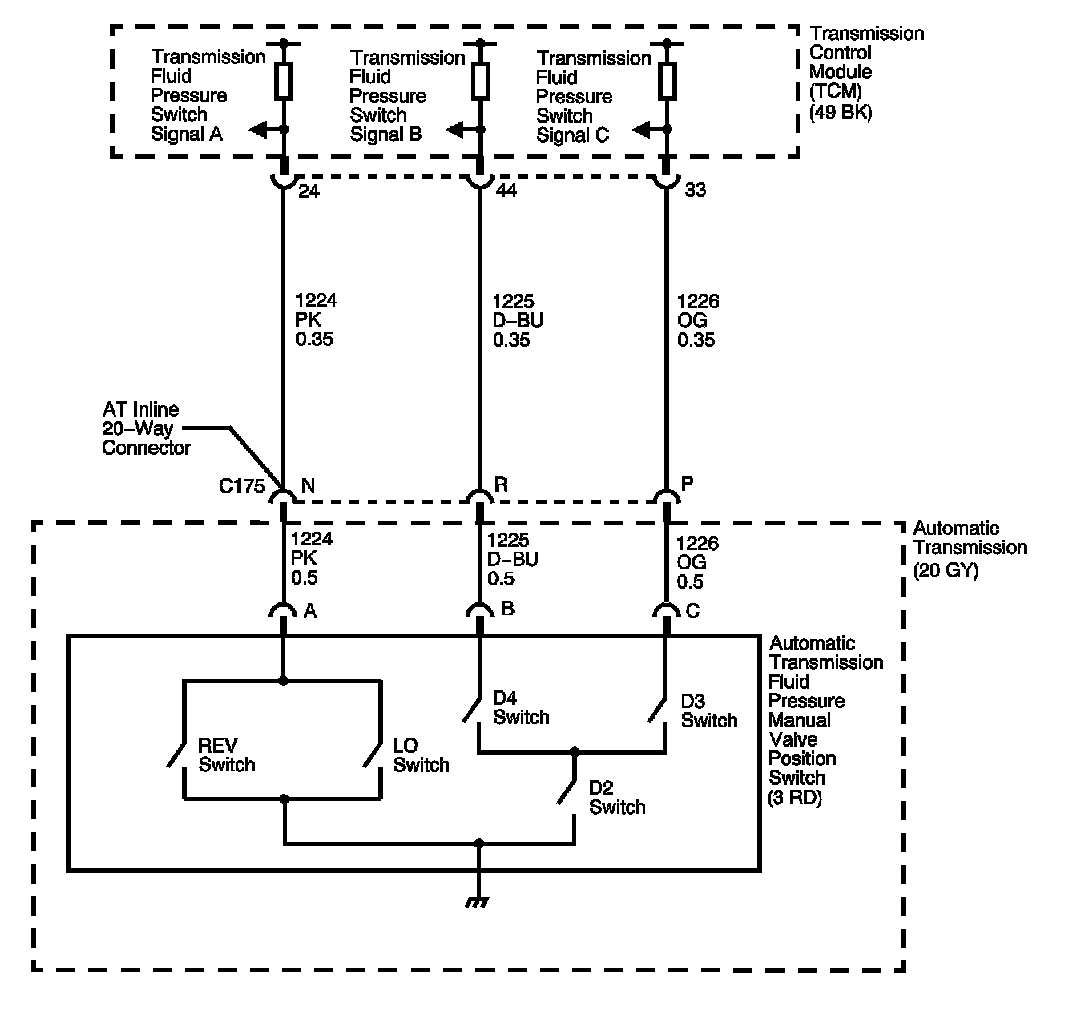 Transmission
Fluid
Pressure
Switch
Signal A
Transmission
Fluid
Pressure
Switch
Signal B
Transmission
Fluid
Pressure
Switch
Signal C
Transmission
Control
Module
(TCM)
(49 BK)
24
44
33
1224
PK
0.35
1225
D–BU
0.35
1226
OG
0.35
AT Inline
20–Way
Connector
C175
N
R
P
1224
PK
0.5
1225
D–BU
0.5
1226
OG
0.5
Automatic
Transmission
(20 GY)
A
B
C
REV
Switch
LO
Switch
D4
Switch
D3
Switch
D2
Switch
Automatic
Transmission
Fluid
Pressure
Manual
Valve
Position
Switch
(3 RD)